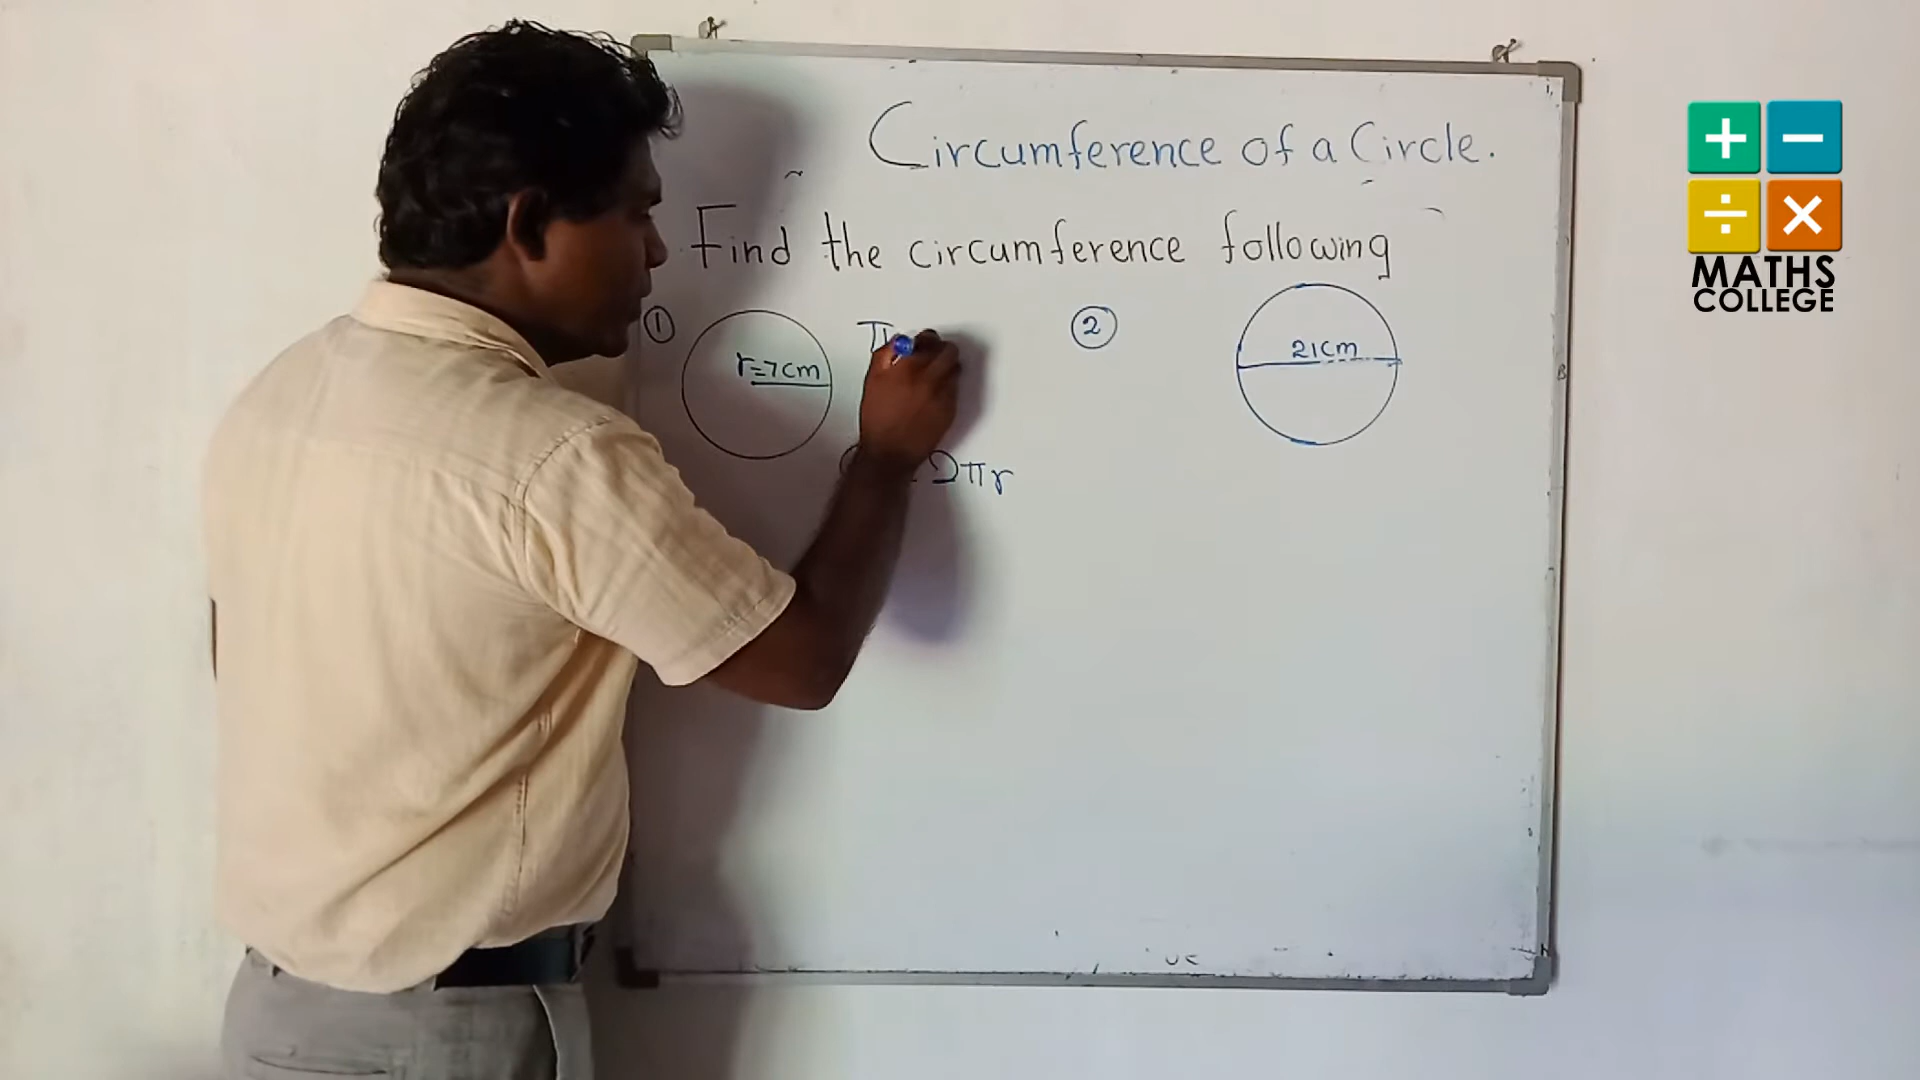 Circumference of a Circle.
Find the circumference following
①
r=7cm
②
21cm
2πr
+ −
÷ ×
MATHS
COLLEGE